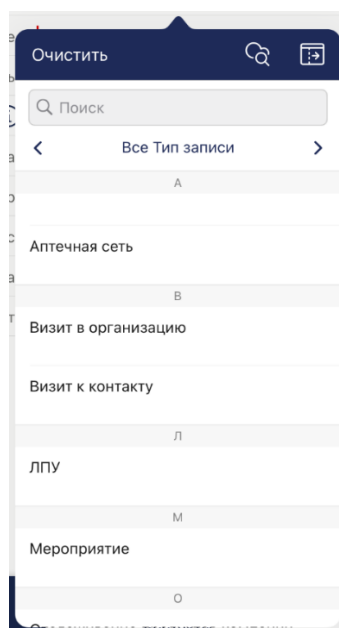 Очистить
Поиск
Все Тип записи
А
Аптечная сеть
В
Визит в организацию
Визит к контакту
Л
ЛПУ
М
Мероприятие
О